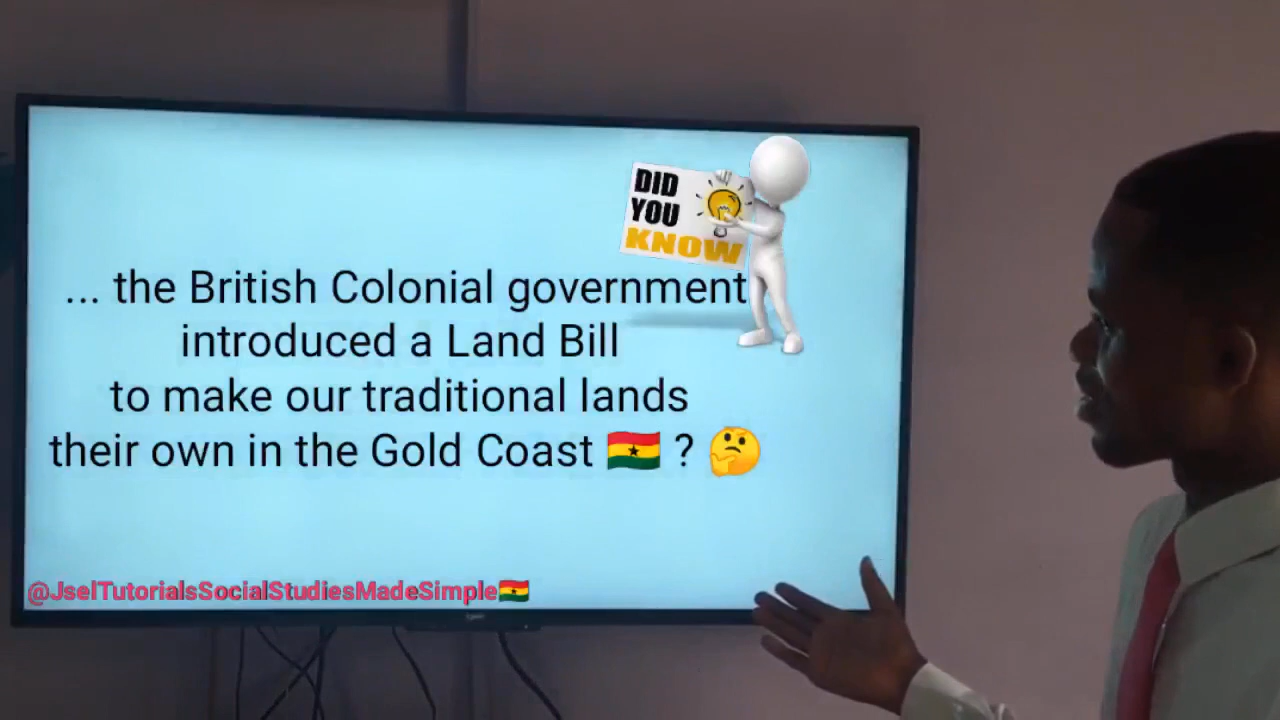 DID
YOU
KNOW
... the British Colonial government
introduced a Land Bill
to make our traditional lands
their own in the Gold Coast 🇬🇭 ? 🤔
@JselTutorialsSocialStudiesMadeSimple🇬🇭